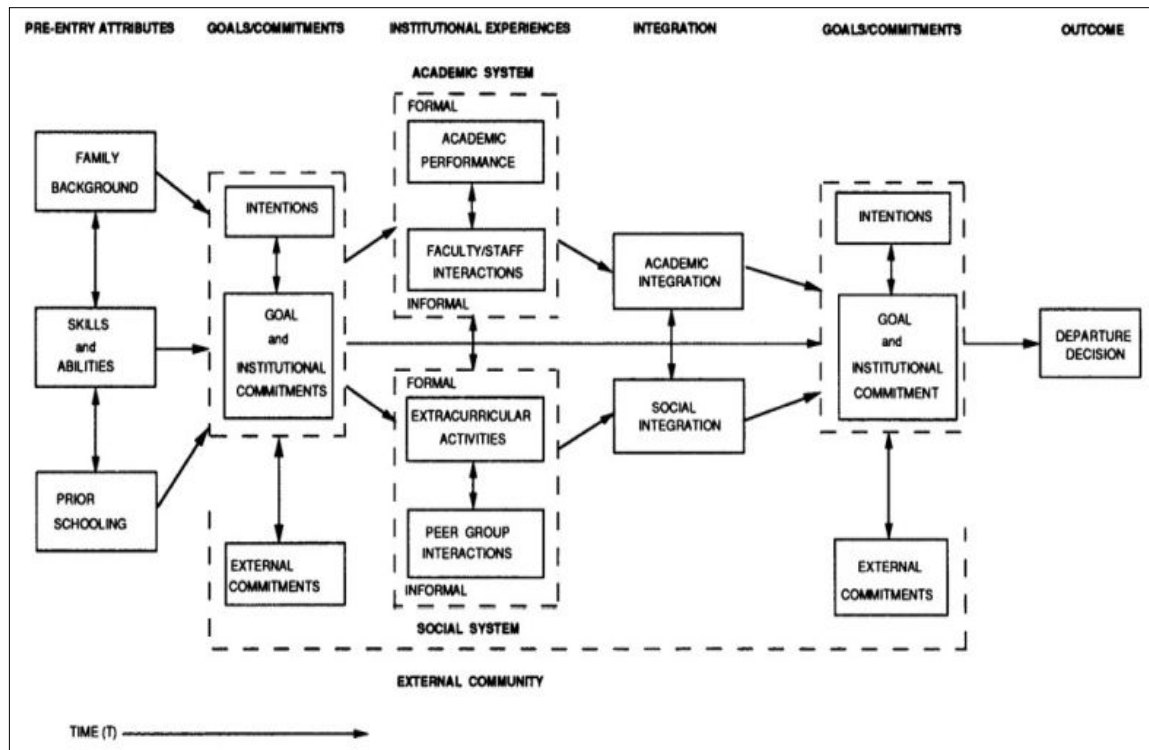 PRE-ENTRY ATTRIBUTES
GOALS/COMMITMENTS
INSTITUTIONAL EXPERIENCES
INTEGRATION
GOALS/COMMITMENTS
OUTCOME
FAMILY
BACKGROUND
SKILLS
and
ABILITIES
PRIOR
SCHOOLING
INTENTIONS
GOAL
and
INSTITUTIONAL
COMMITMENTS
EXTERNAL
COMMITMENTS
ACADEMIC SYSTEM
FORMAL
ACADEMIC
PERFORMANCE
FACULTY/STAFF
INTERACTIONS
INFORMAL
FORMAL
EXTRACURRICULAR
ACTIVITIES
PEER GROUP
INTERACTIONS
INFORMAL
SOCIAL SYSTEM
ACADEMIC
INTEGRATION
SOCIAL
INTEGRATION
INTENTIONS
GOAL
and
INSTITUTIONAL
COMMITMENT
EXTERNAL
COMMITMENTS
DEPARTURE
DECISION
EXTERNAL COMMUNITY
TIME (T)